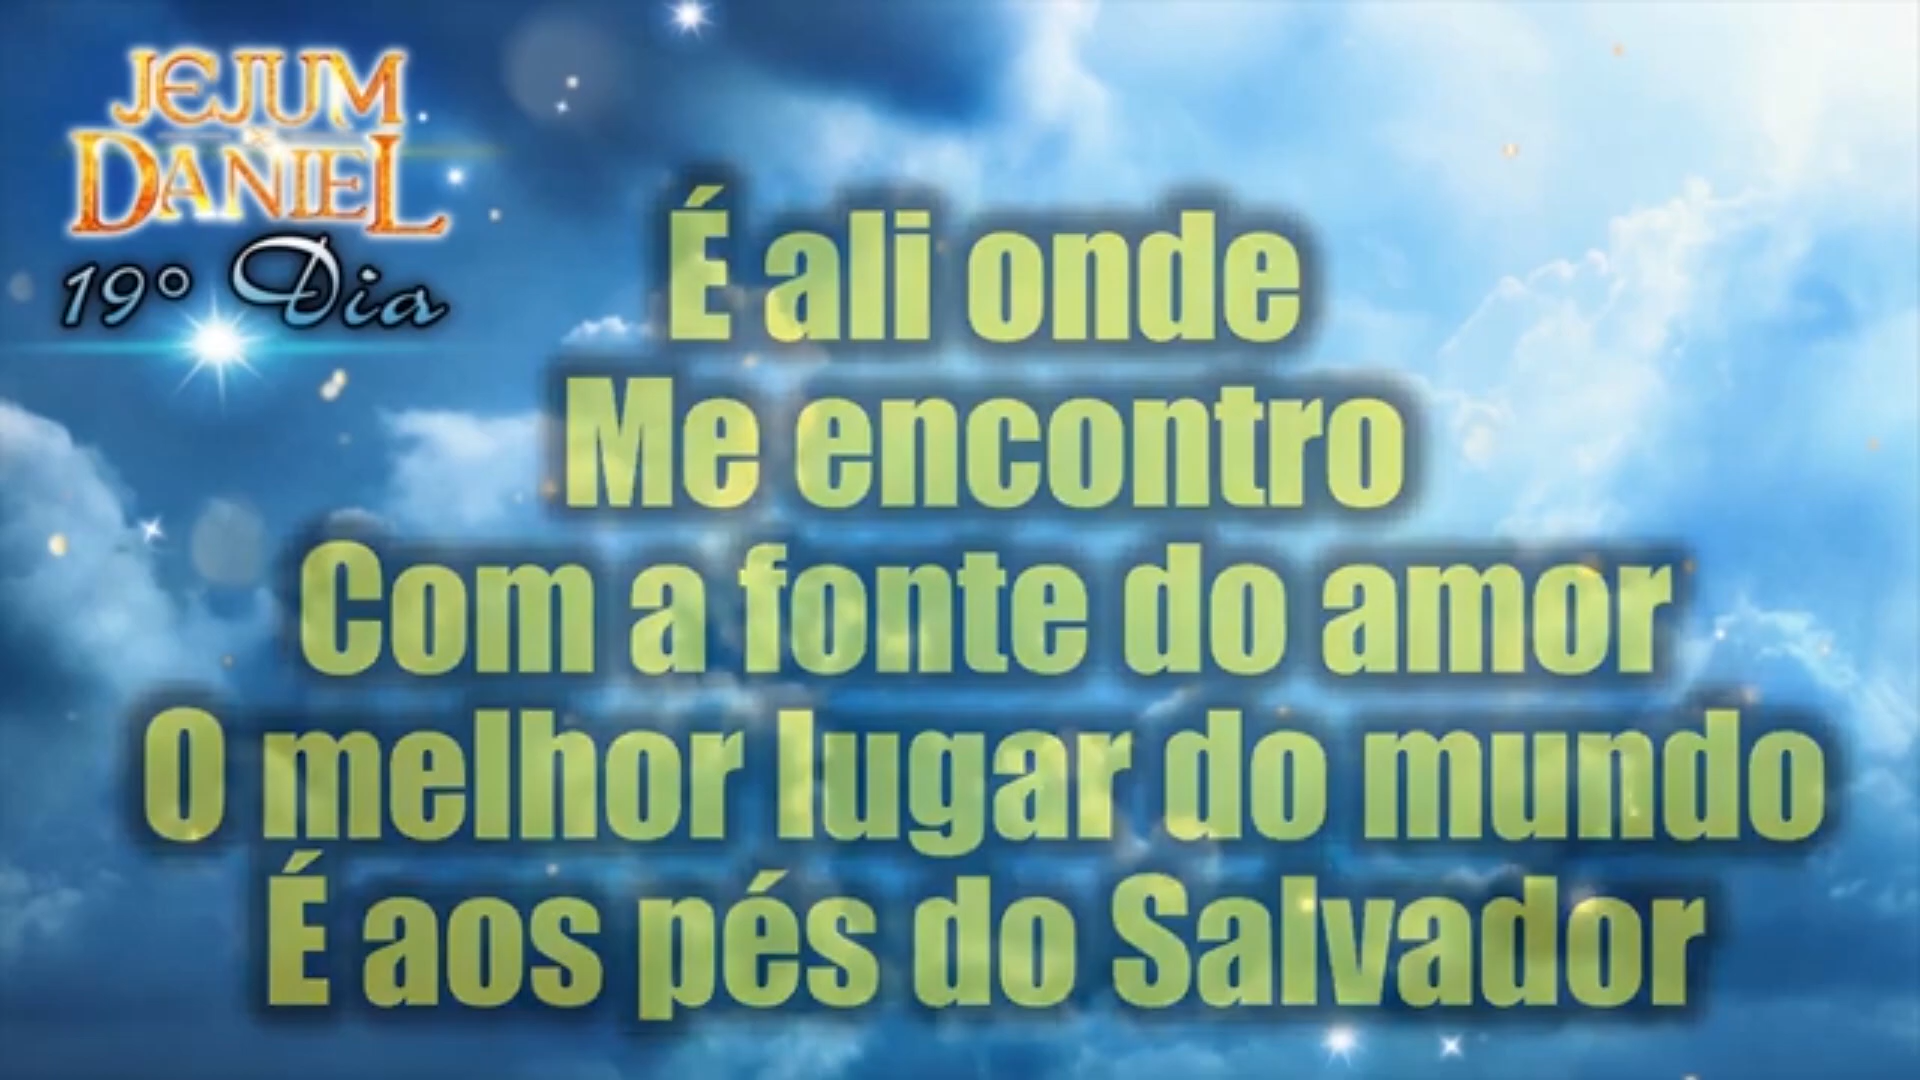 JEJUM
DANIEL
19º Dia
É ali onde
Me encontro
Com a fonte do amor
O melhor lugar do mundo
É aos pés do Salvador